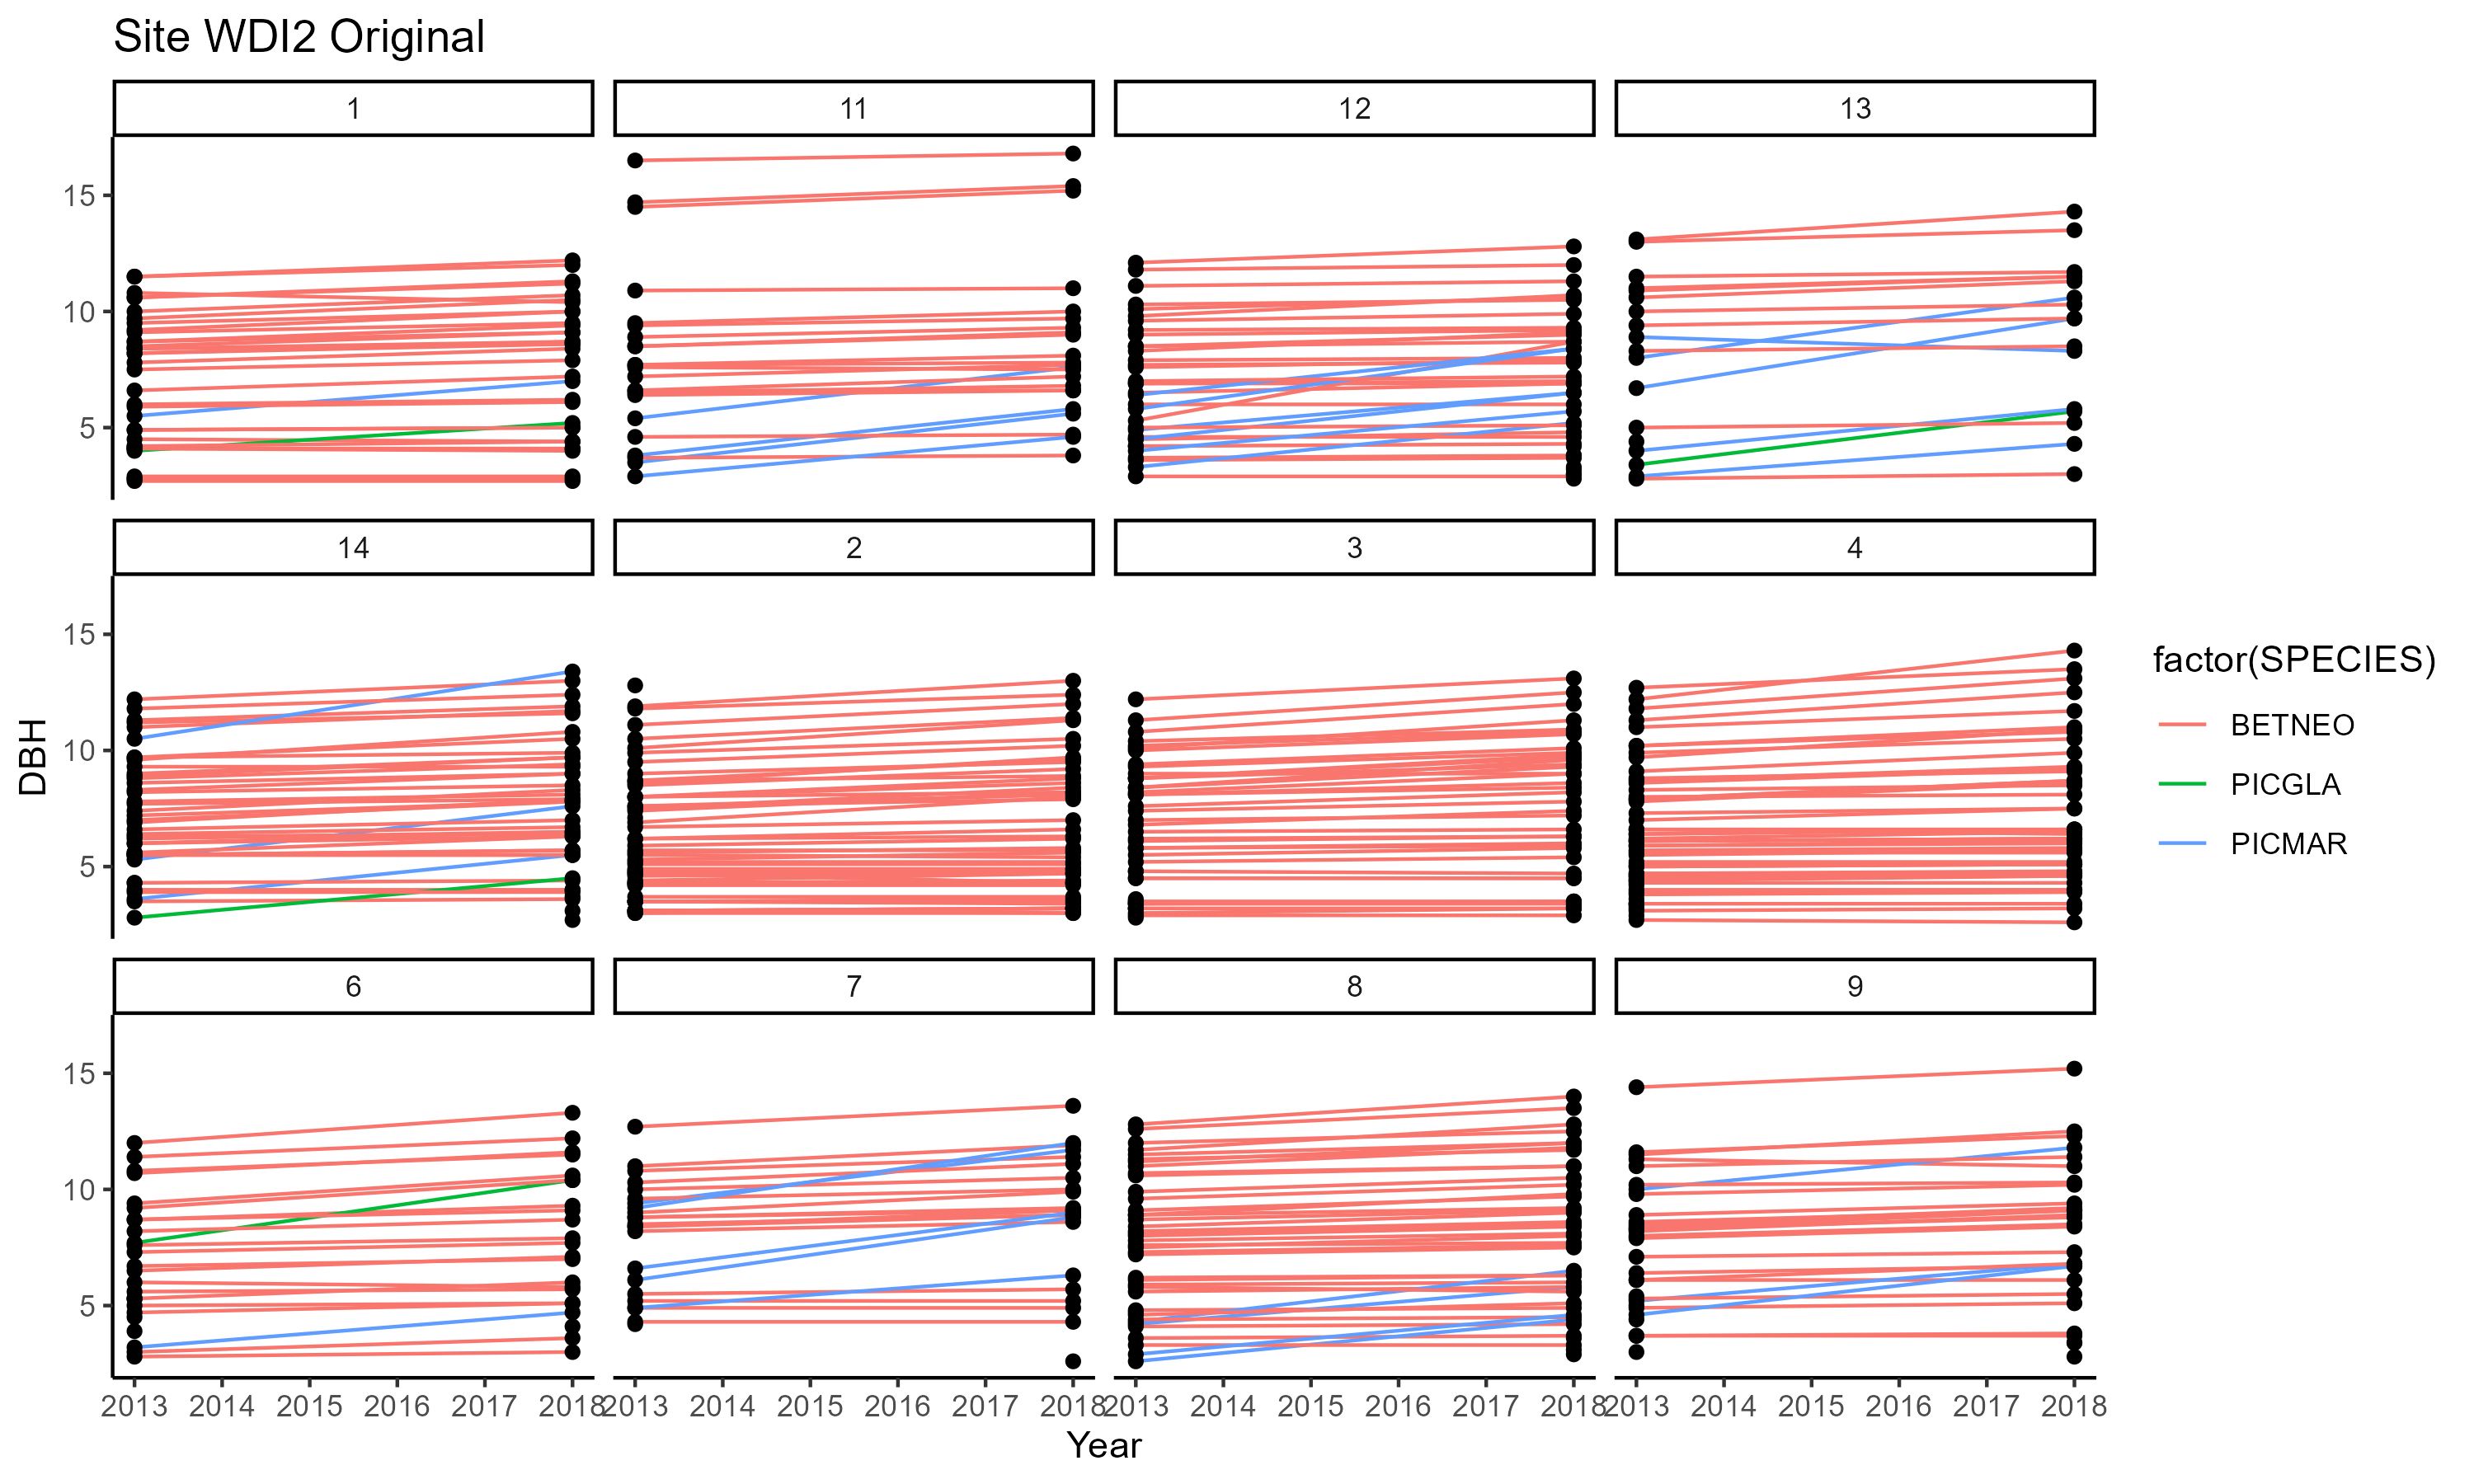 Site WDI2 Original
1 11 12 13
15
10
5
14 2 3 4
15
10
5
DBH
factor(SPECIES)
BETNEO
PICGLA
PICMAR
6 7 8 9
15
10
5
2013 2014 2015 2016 2017 2018 2013 2014 2015 2016 2017 2018 2013 2014 2015 2016 2017 2018 2013 2014 2015 2016 2017 2018
Year